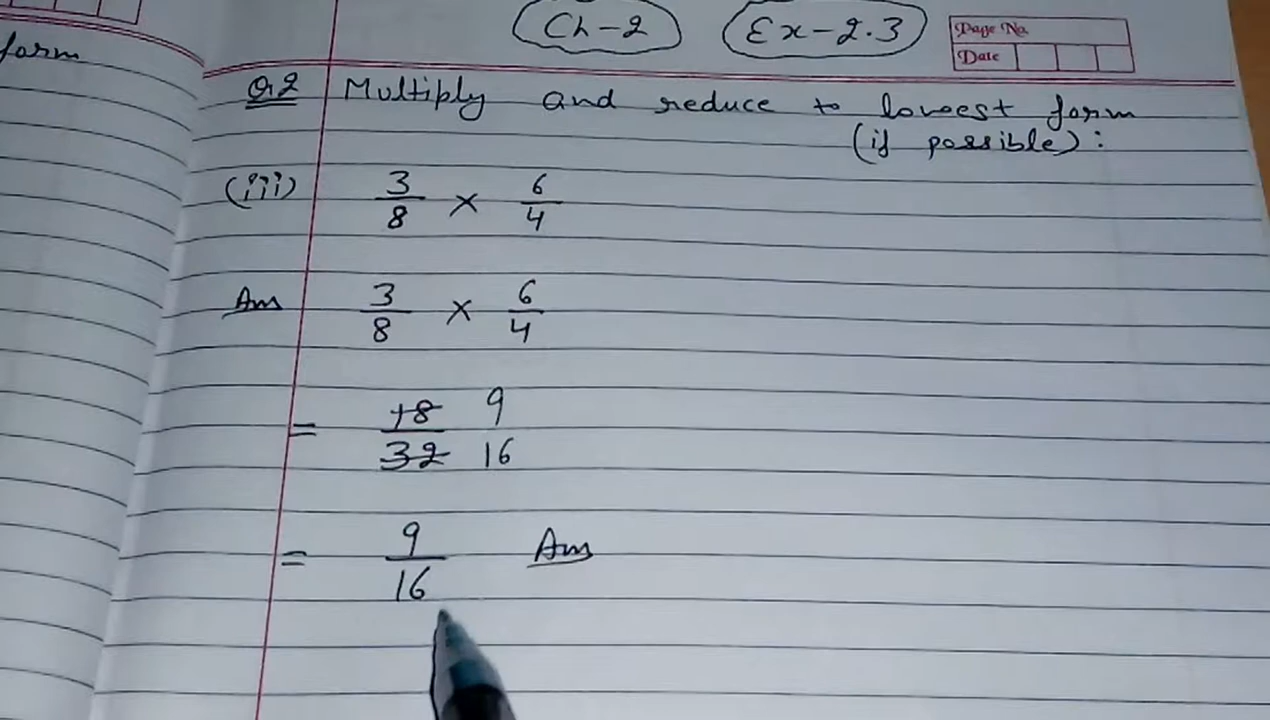 Ch-2 Ex-2.3 Page No.
Date
form
Q2 Multiply and reduce to lowest form
(if possible):
(iii) 3/8 × 6/4
Ans 3/8 × 6/4
= 18/32 9/16
= 9/16 Ans